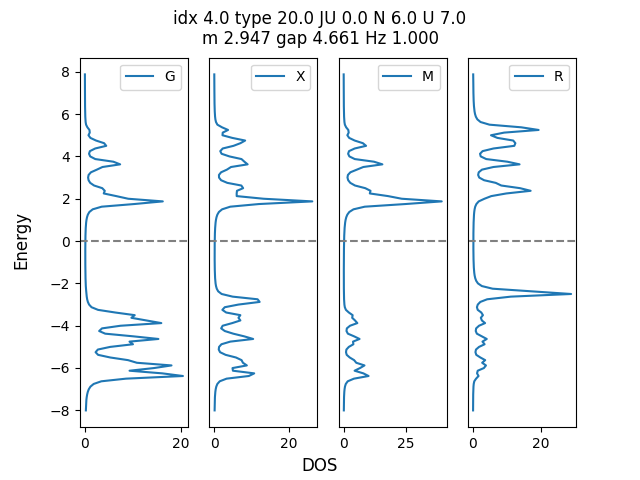 idx 4.0 type 20.0 JU 0.0 N 6.0 U 7.0
m 2.947 gap 4.661 Hz 1.000
G
X
M
R
Energy
8
6
4
2
0
−2
−4
−6
−8
0 20
0 20
0 25
0 20
DOS